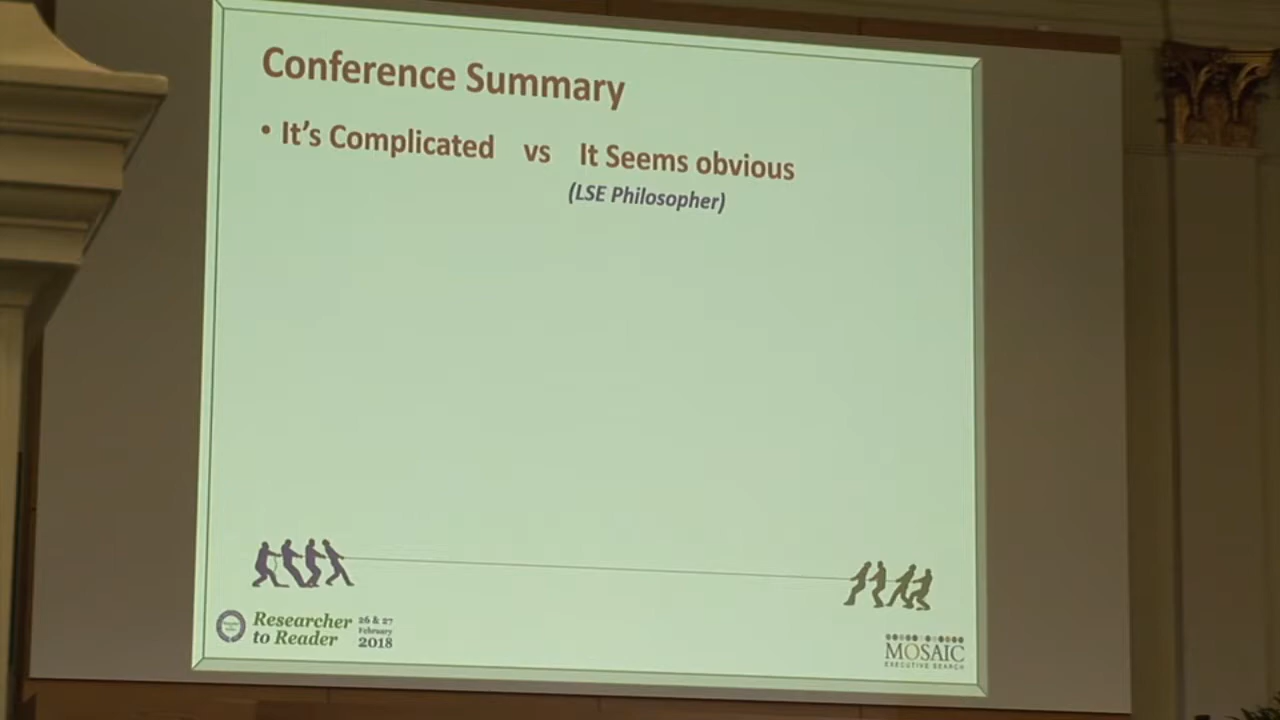 Conference Summary
• It's Complicated vs It Seems obvious
(LSE Philosopher)
Researcher to Reader
26 & 27 February 2018
MOSAIC
EXECUTIVE SEARCH